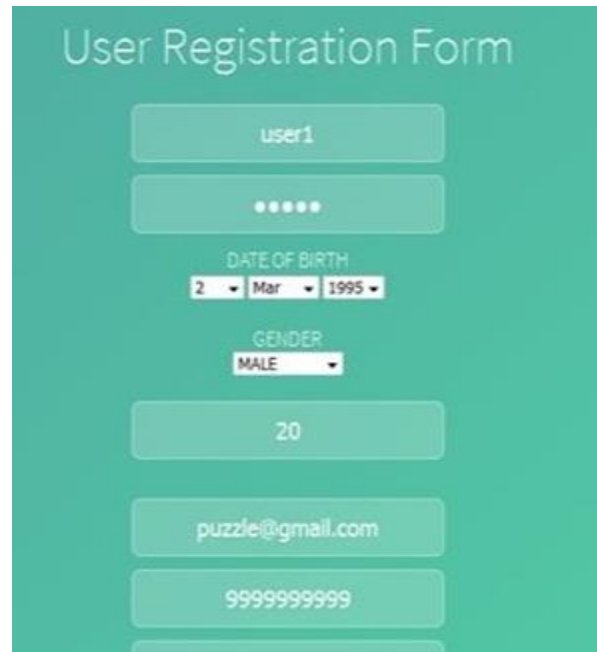 User Registration Form
user1
•••••
DATE OF BIRTH
2 Mar 1995
GENDER
MALE
20
puzzle@gmail.com
9999999999